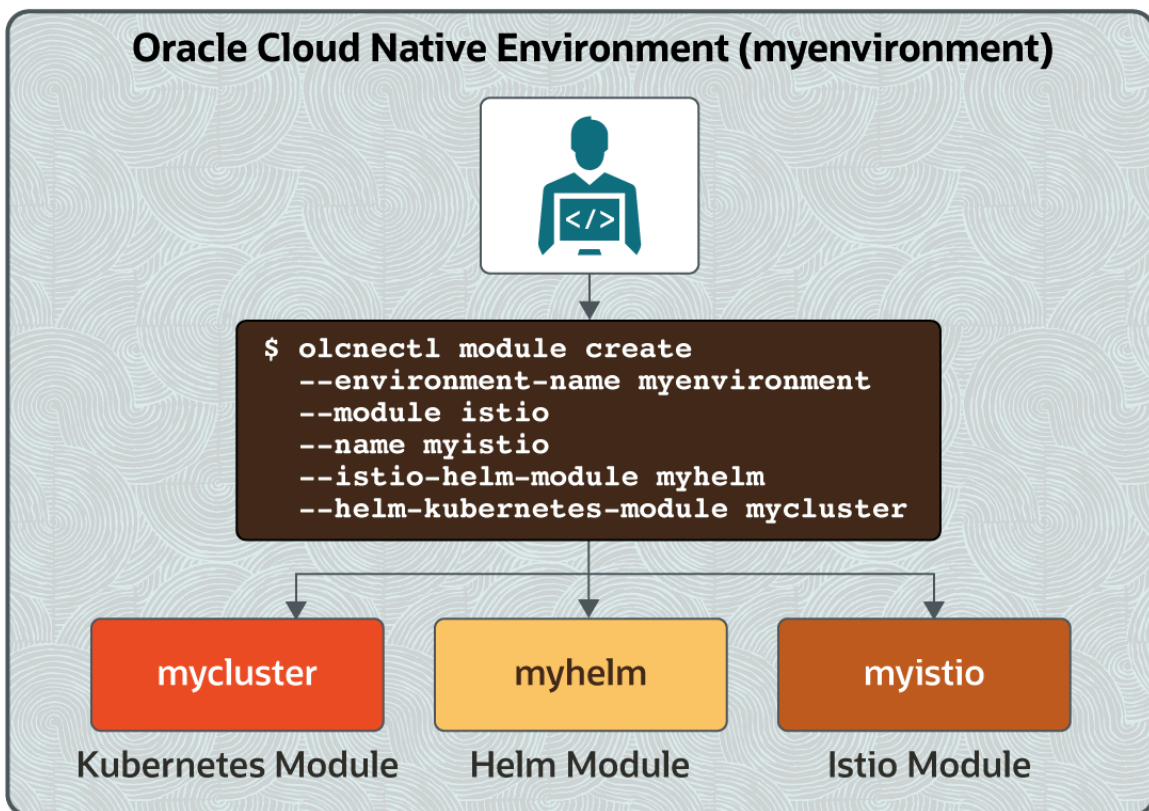 Oracle Cloud Native Environment (myenvironment)
</>
$ olcnectl module create
--environment-name myenvironment
--module istio
--name myistio
--istio-helm-module myhelm
--helm-kubernetes-module mycluster
mycluster
myhelm
myistio
Kubernetes Module
Helm Module
Istio Module